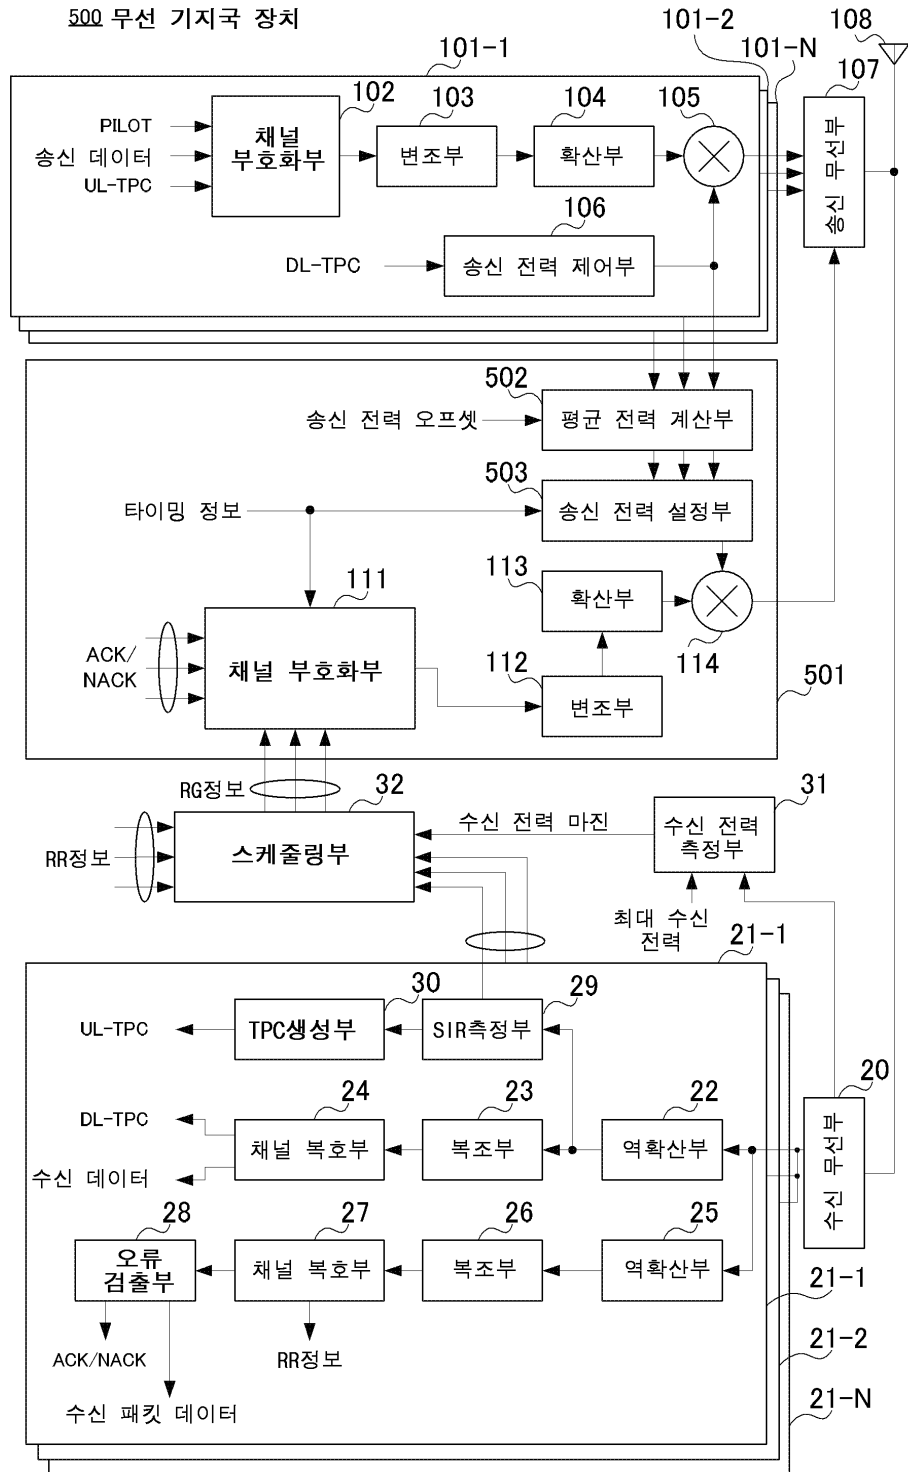 500 무선 기지국 장치
101-1
101-2
101-N
108
107
송신 무선부
PILOT
송신 데이터
UL-TPC
102
채널
부호화부
103
변조부
104
확산부
105
106
DL-TPC
송신 전력 제어부
502
송신 전력 오프셋
평균 전력 계산부
503
타이밍 정보
송신 전력 설정부
113
확산부
114
111
ACK/
NACK
채널 부호화부
112
변조부
501
RG정보
32
RR정보
스케줄링부
수신 전력 마진
31
수신 전력
측정부
최대 수신
전력
21-1
30
29
UL-TPC
TPC생성부
SIR측정부
20
수신 무선부
24
23
22
DL-TPC
수신 데이터
채널 복호부
복조부
역확산부
28
27
26
25
오류
검출부
채널 복호부
복조부
역확산부
ACK/NACK
RR정보
수신 패킷 데이터
21-1
21-2
21-N